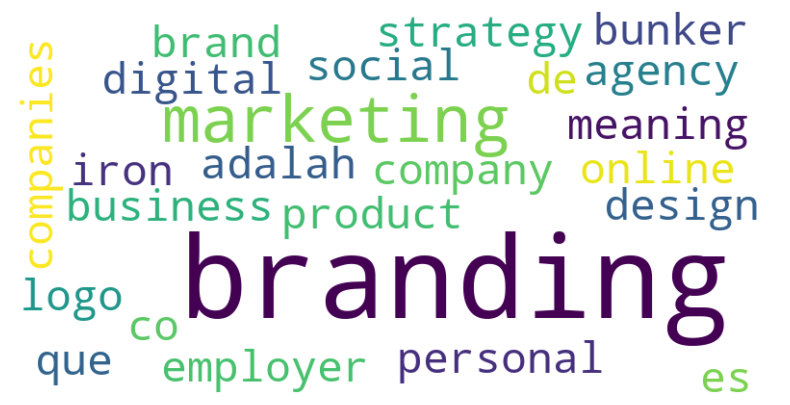 brand
strategy
bunker
digital
social
de
agency
companies
marketing
meaning
iron
adalah
company
online
business
product
design
branding
logo
co
que
employer
personal
es